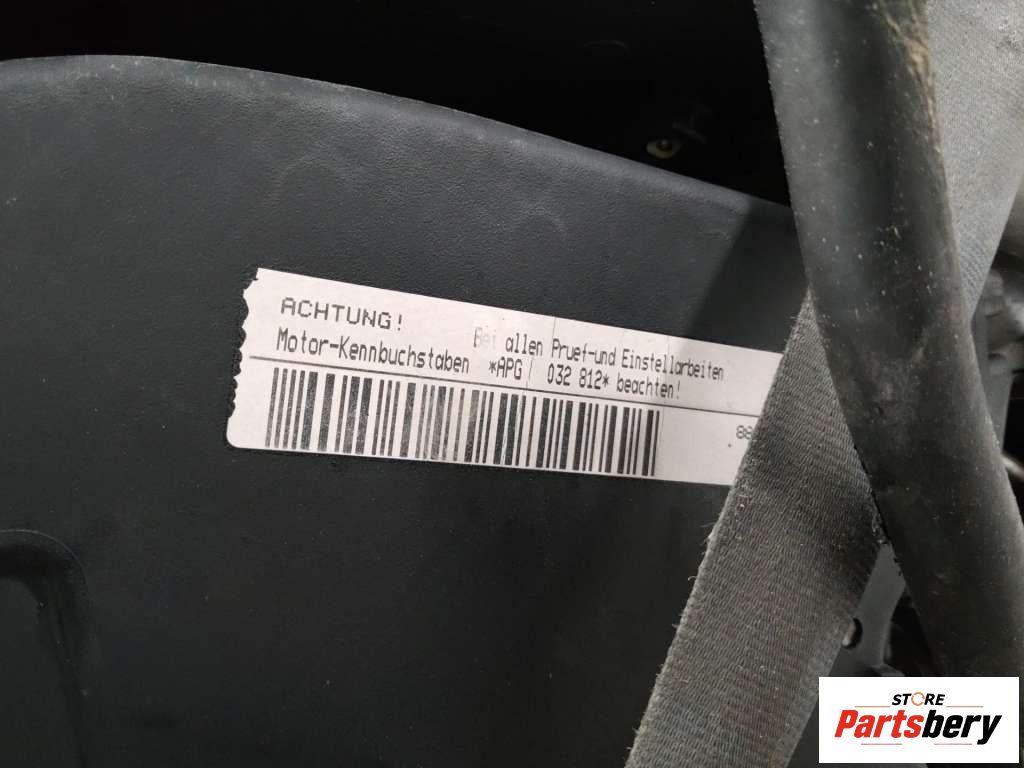 ACHTUNG! Bei allen Pruef-und Einstellarbeiten
Motor-Kennbuchstaben *APG 032 812* beachten!
STORE
Partsbery